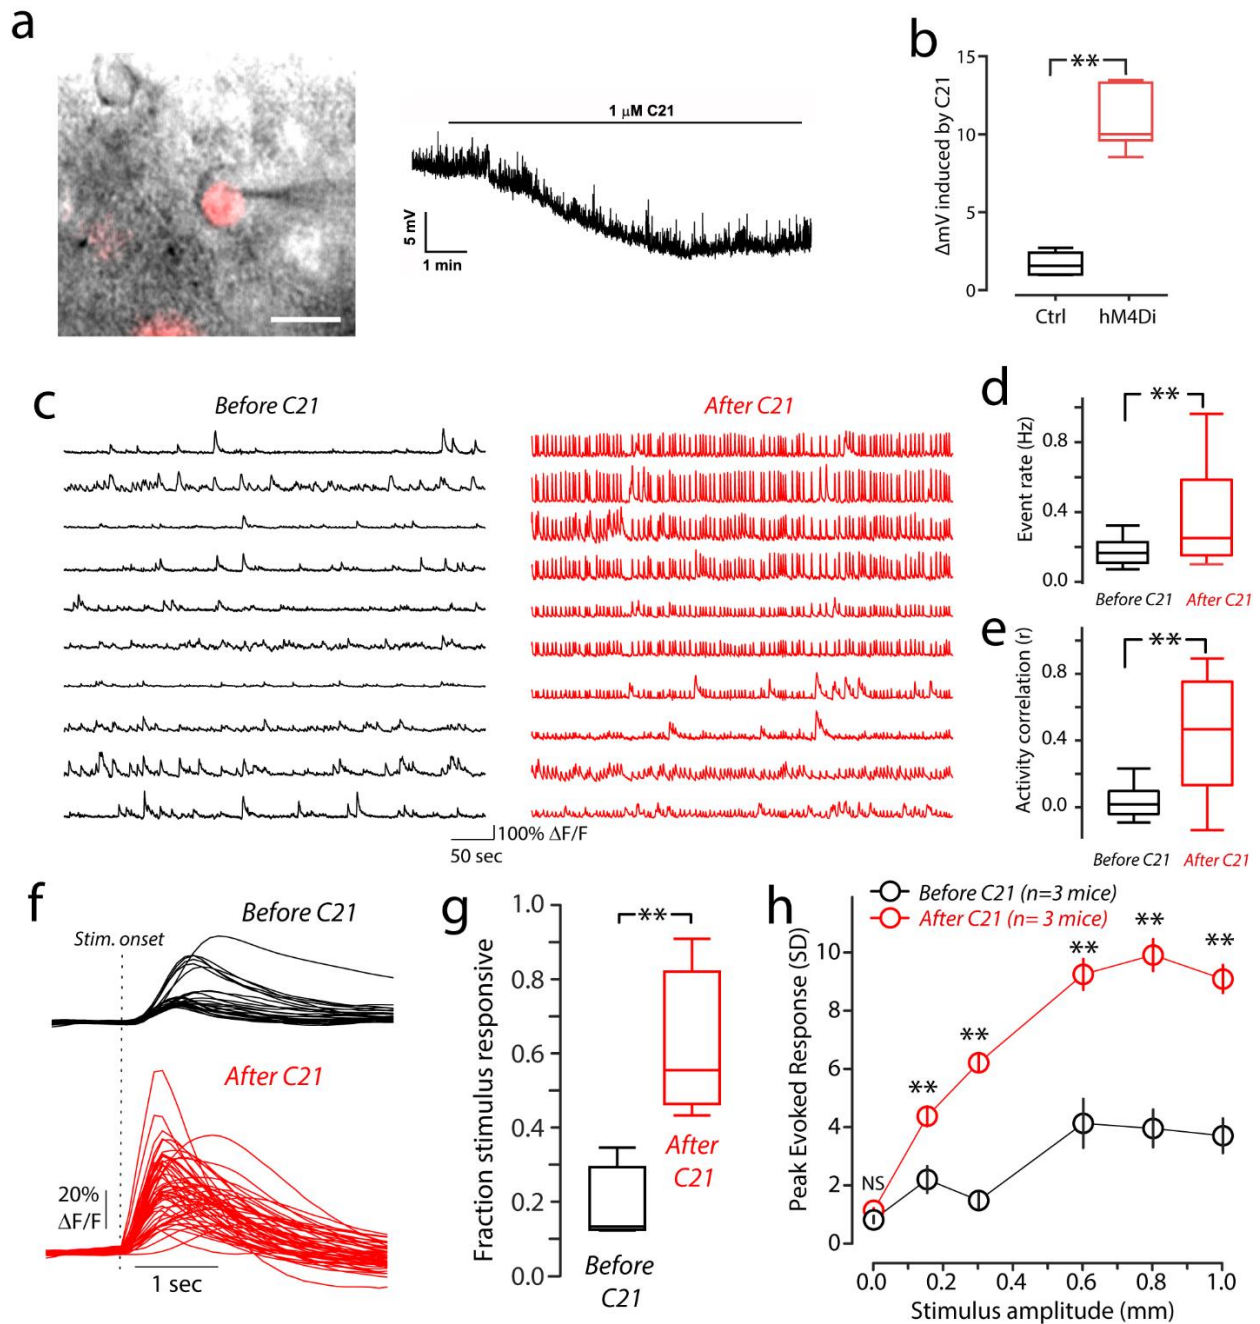 a
1 μM C21
5 mV
1 min
b
ΔmV induced by C21
15
10
5
0
**
Ctrl
hM4Di
c
Before C21
After C21
100% ΔF/F
50 sec
d
Event rate (Hz)
0.8
0.4
0.0
**
Before C21
After C21
e
Activity correlation (r)
0.8
0.4
0.0
**
Before C21
After C21
f
Before C21
Stim. onset
After C21
20%
ΔF/F
1 sec
g
Fraction stimulus responsive
1.0
0.8
0.6
0.4
0.2
0.0
**
Before
C21
After
C21
h
Before C21 (n=3 mice)
After C21 (n= 3 mice)
Peak Evoked Response (SD)
10
8
6
4
2
0
NS
**
**
**
**
**
0.0
0.2
0.4
0.6
0.8
1.0
Stimulus amplitude (mm)